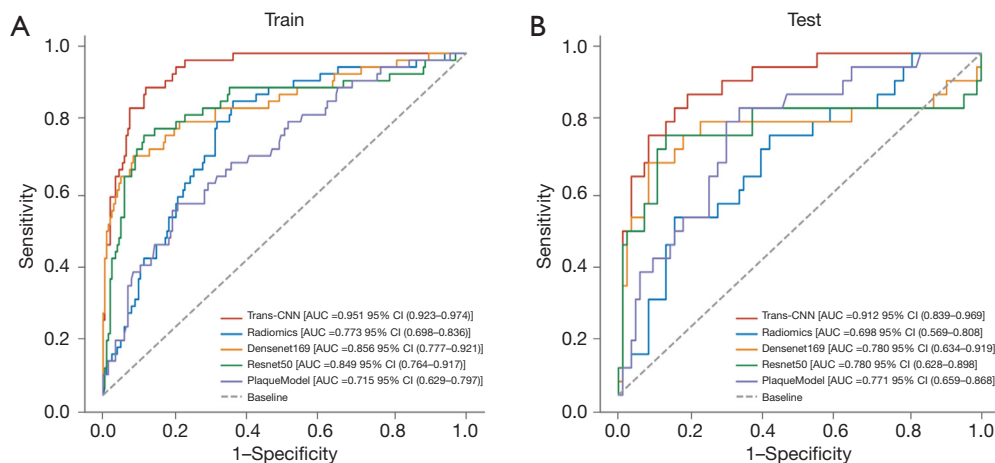 A
Train
1.0
0.8
0.6
0.4
0.2
0.0
Sensitivity
Trans-CNN [AUC =0.951 95% CI (0.923–0.974)]
Radiomics [AUC =0.773 95% CI (0.698–0.836)]
Densenet169 [AUC =0.856 95% CI (0.777–0.921)]
Resnet50 [AUC =0.849 95% CI (0.764–0.917)]
PlaqueModel [AUC =0.715 95% CI (0.629–0.797)]
Baseline
0.0 0.2 0.4 0.6 0.8 1.0
1–Specificity
B
Test
1.0
0.8
0.6
0.4
0.2
0.0
Sensitivity
Trans-CNN [AUC =0.912 95% CI (0.839–0.969)]
Radiomics [AUC =0.698 95% CI (0.569–0.808)]
Densenet169 [AUC =0.780 95% CI (0.634–0.919)]
Resnet50 [AUC =0.780 95% CI (0.628–0.898)]
PlaqueModel [AUC =0.771 95% CI (0.659–0.868)]
Baseline
0.0 0.2 0.4 0.6 0.8 1.0
1–Specificity